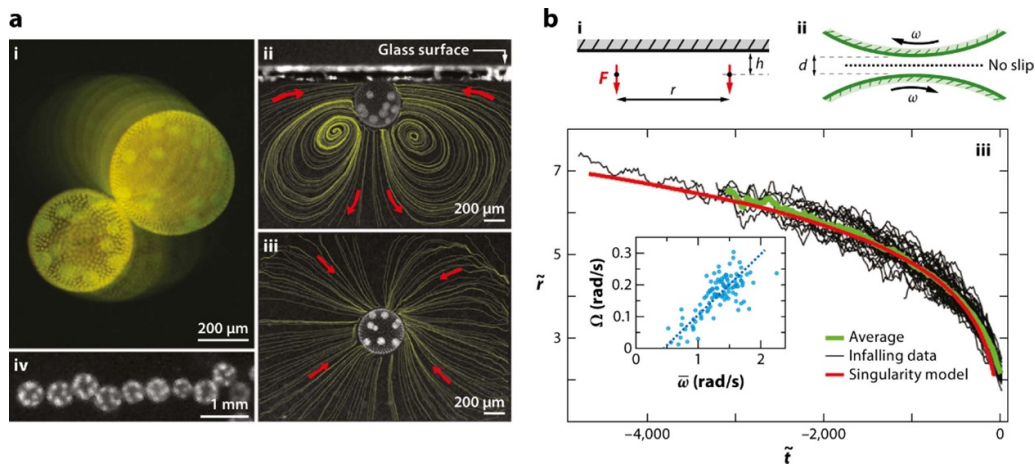 a
i
200 µm
ii
Glass surface
200 µm
iii
200 µm
iv
1 mm
b
i
h
F
r
ii
ω
d
No slip
ω
iii
r̃
7
5
3
−4,000
−2,000
0
t̃
Ω (rad/s)
0.3
0.2
0.1
0
0
1
2
ω̅ (rad/s)
Average
Infalling data
Singularity model